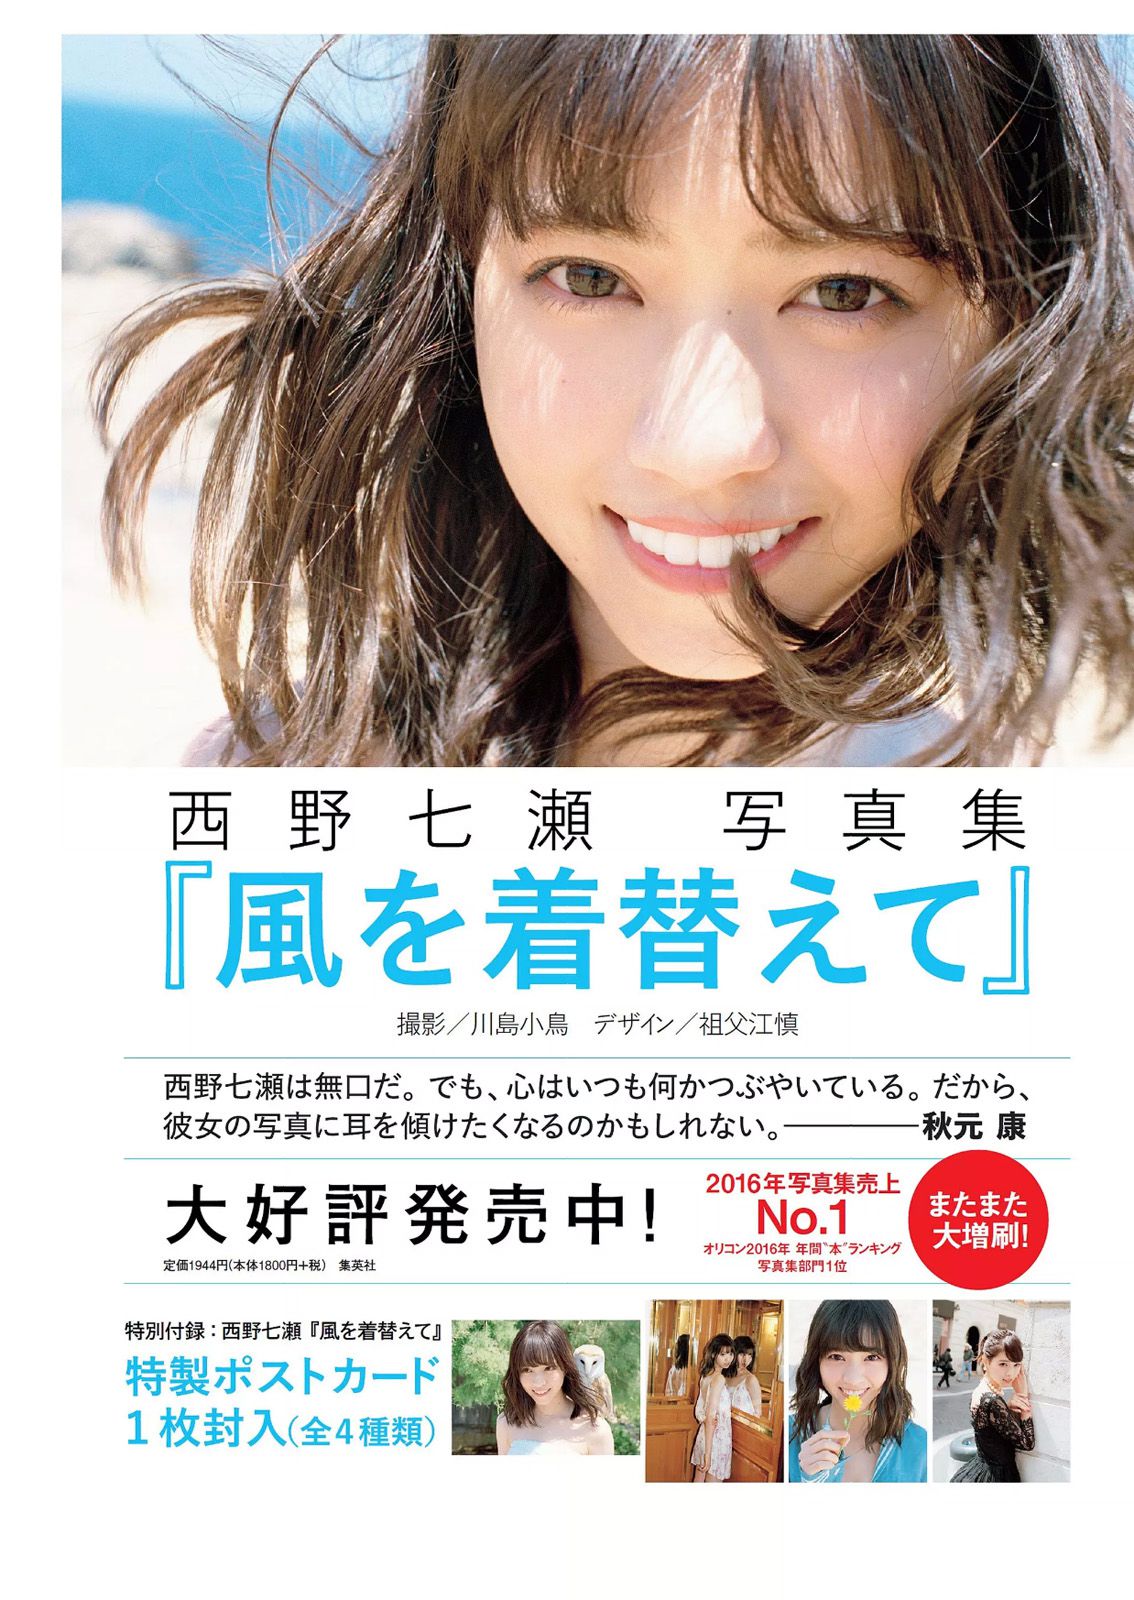 西野七瀬 写真集
『風を着替えて』
撮影／川島小鳥 デザイン／祖父江慎
西野七瀬は無口だ。でも、心はいつも何かつぶやいている。だから、
彼女の写真に耳を傾けたくなるのかもしれない。————秋元 康
大好評発売中!
定価1944円(本体1800円+税) 集英社
2016年写真集売上
No.1
オリコン2016年 年間“本”ランキング
写真集部門1位
またまた
大増刷!
特別付録：西野七瀬『風を着替えて』
特製ポストカード
1枚封入(全4種類)